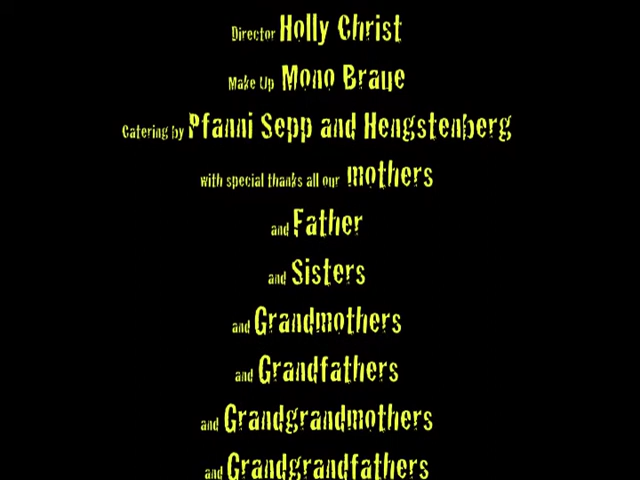 Director Holly Christ
Make Up Mono Braue
Catering by Pfanni Sepp and Hengstenberg
with special thanks all our mothers
and Father
and Sisters
and Grandmothers
and Grandfathers
and Grandgrandmothers
and Grandgrandfathers